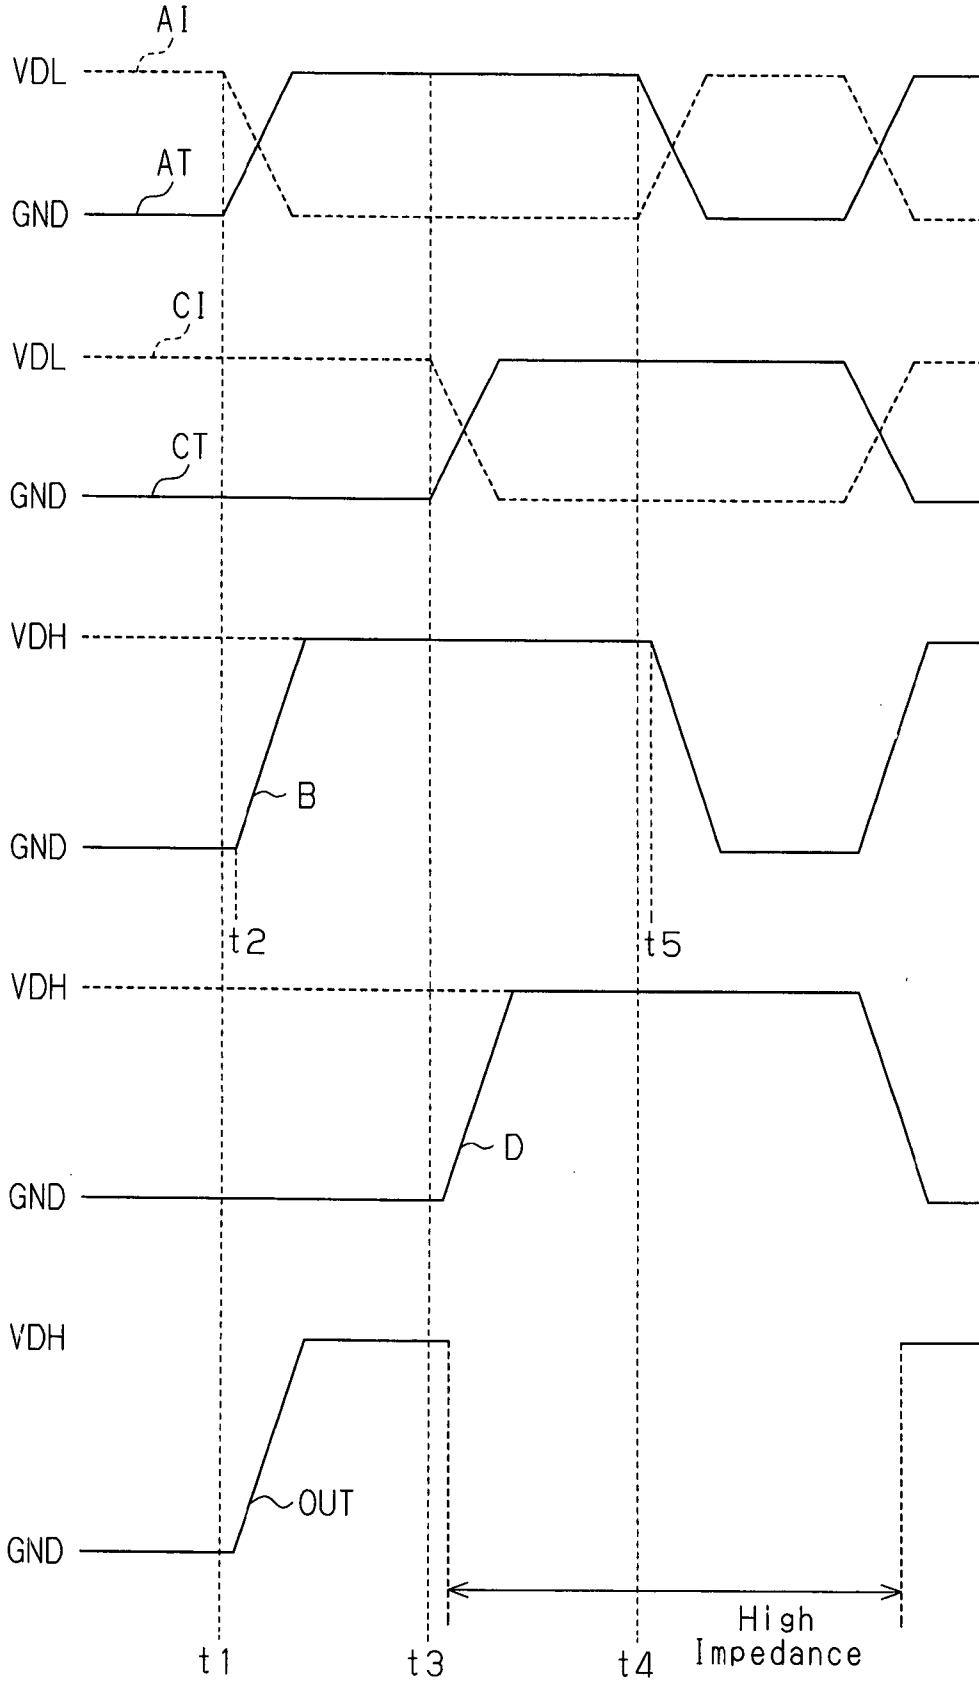 AI
VDL
AT
GND
CI
VDL
CT
GND
VDH
B
GND
t2
t5
VDH
D
GND
VDH
OUT
GND
High
Impedance
t1
t3
t4